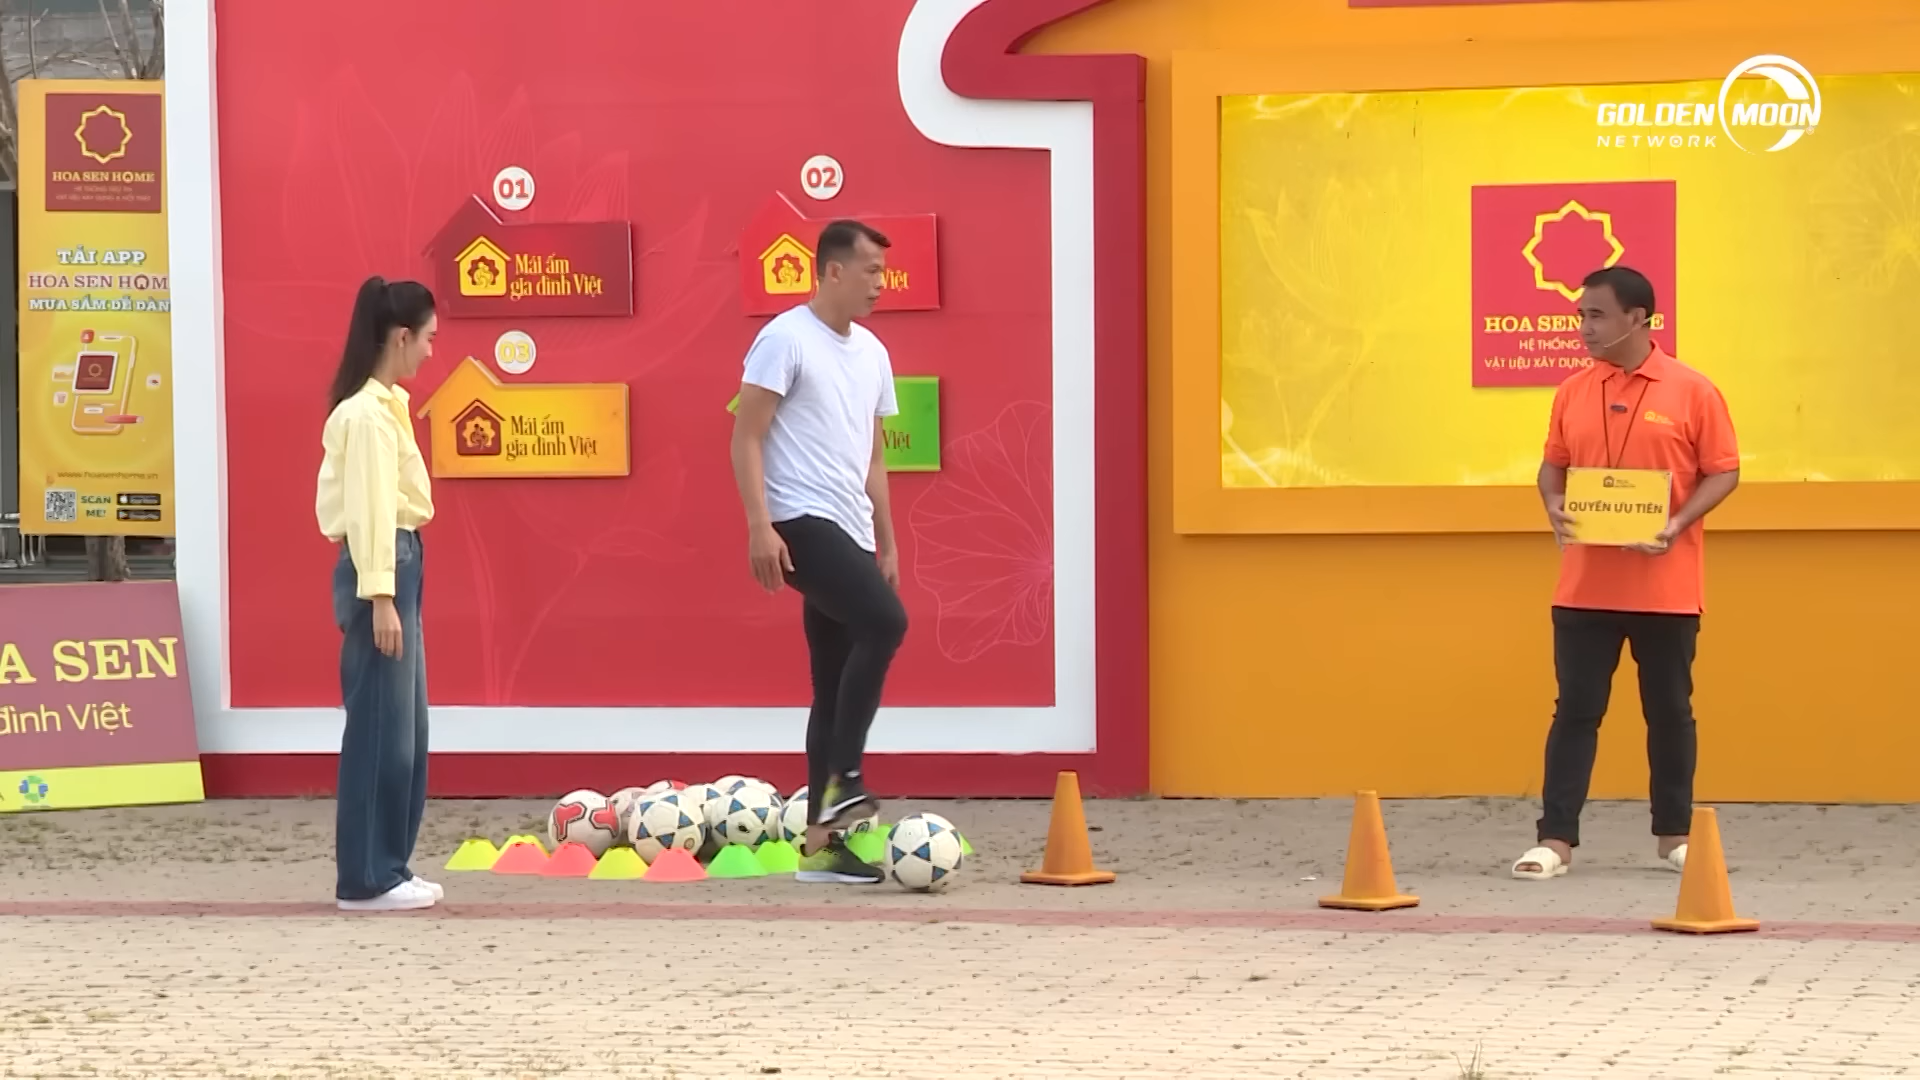 GOLDEN MOON
NETWORK
HOA SEN HOME
TẢI APP
HOA SEN HOM
MUA SẮM DỄ DÀN
www.hoasenhome.vn
SCAN
ME!
A SEN
đình Việt
01
Mái ấm
gia đình Việt
02
Việt
03
Mái ấm
gia đình Việt
Việt
HOA SEN E
HỆ THỐNG
VẬT LIỆU XÂY DỰNG
QUYỀN ƯU TIÊN